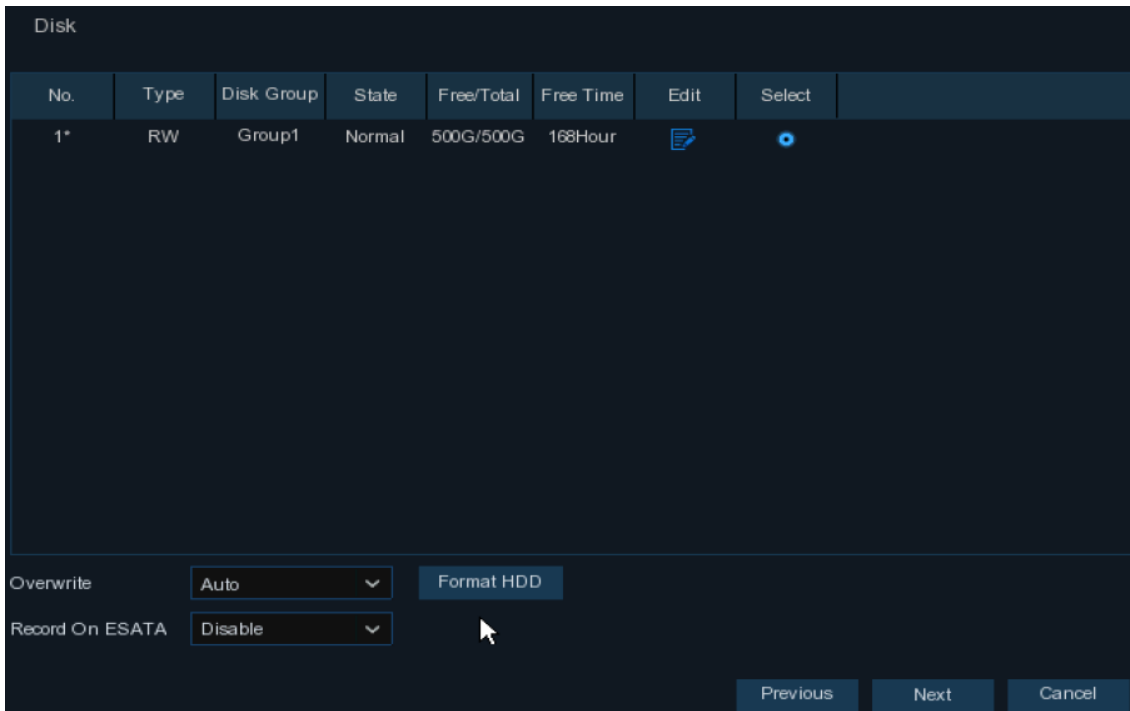 Disk
No. Type Disk Group State Free/Total Free Time Edit Select
1* RW Group1 Normal 500G/500G 168Hour
Overwrite Auto Format HDD
Record On ESATA Disable
Previous Next Cancel